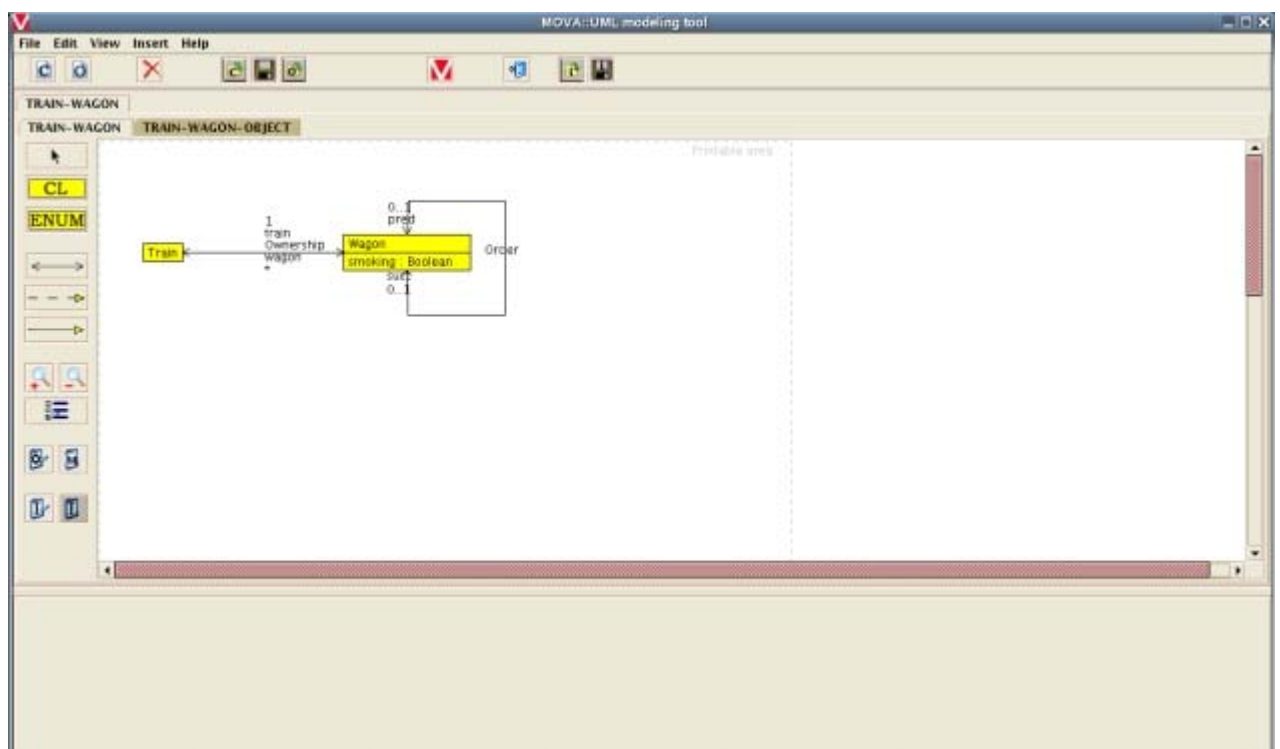 MOVA::UML modeling tool
File Edit View Insert Help
TRAIN-WAGON
TRAIN-WAGON TRAIN-WAGON-OBJECT
Printable area
CL
ENUM
0..1
pred
1
train
Ownership
wagon
*
Train
Wagon
smoking : Boolean
Order
succ
0..1